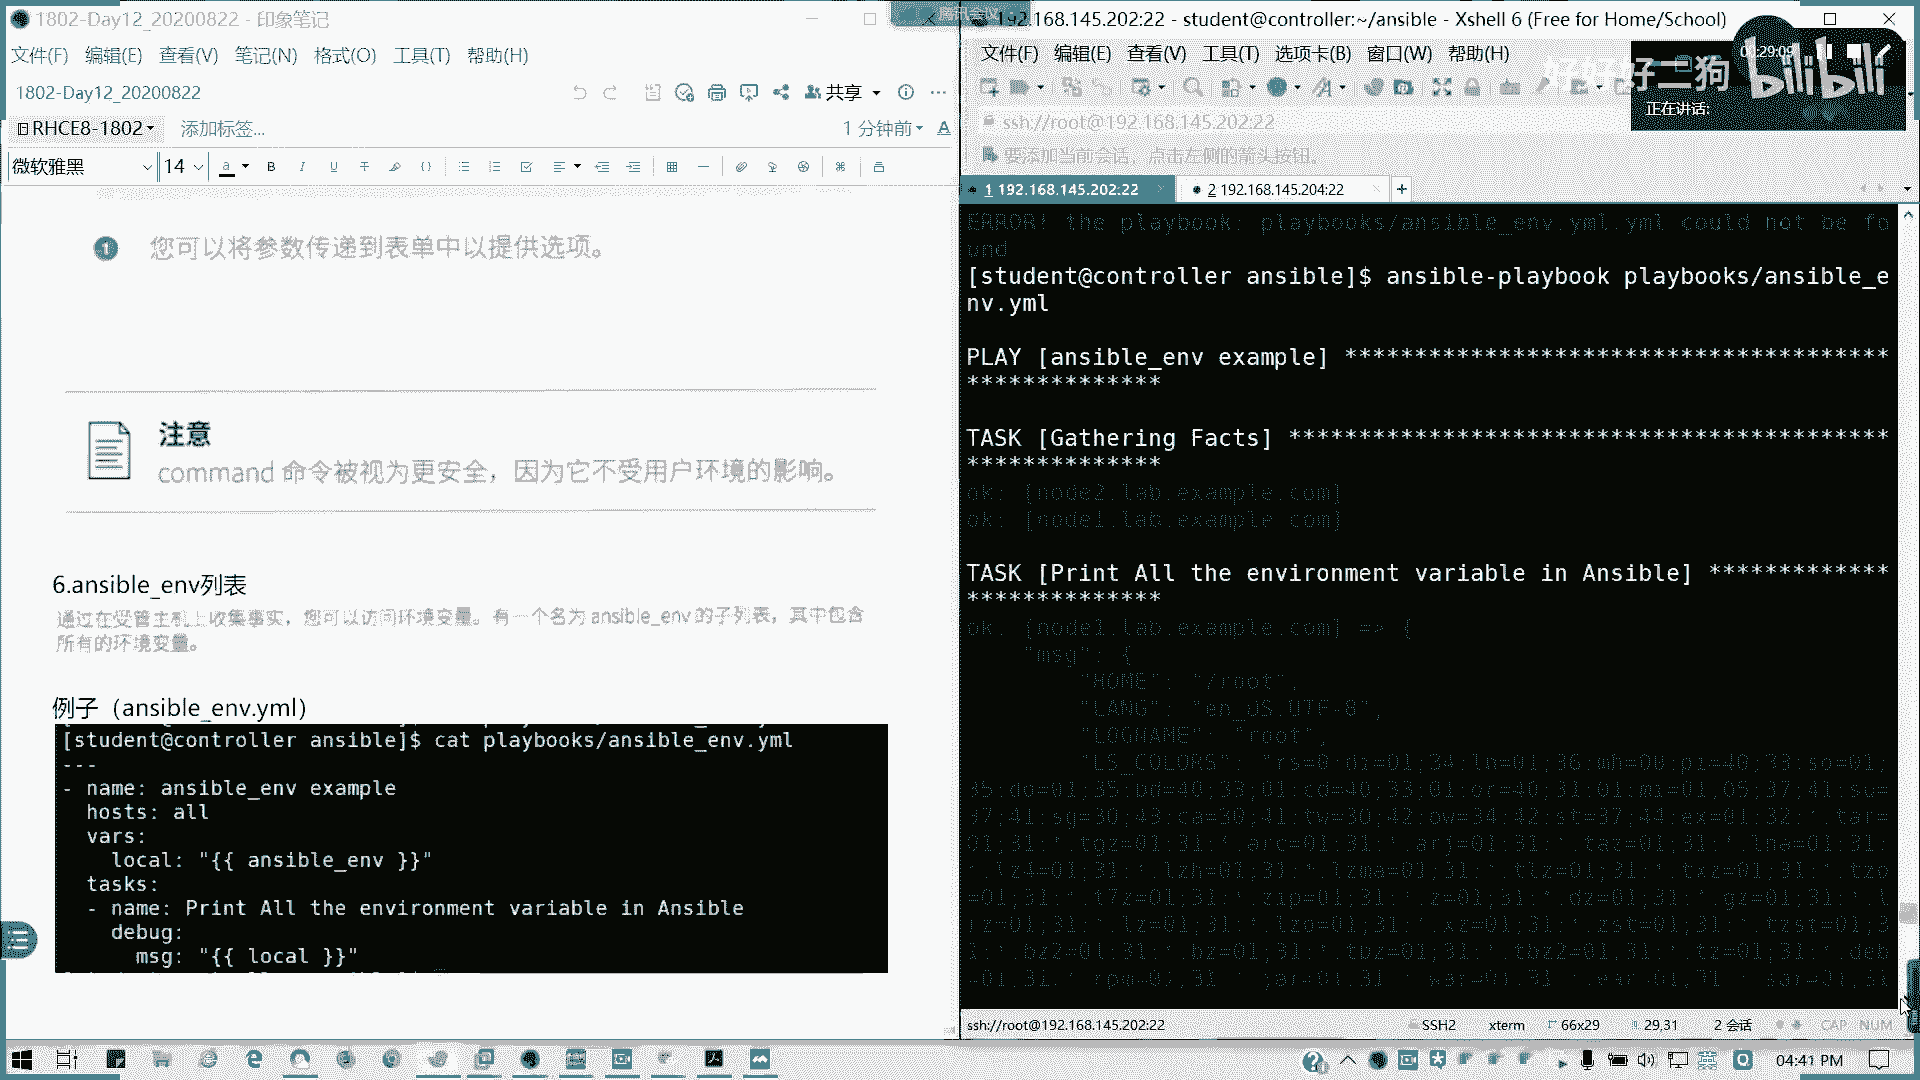 1802-Day12_20200822 - 印象笔记
文件(F) 编辑(E) 查看(V) 笔记(N) 格式(O) 工具(T) 帮助(H)
1802-Day12_20200822
共享
RHCE8-1802
添加标签...
1 分钟前
微软雅黑
14
1 您可以将参数传递到表单中以提供选项。
注意
command 命令被视为更安全，因为它不受用户环境的影响。
6.ansible_env列表
通过在受管主机上收集事实，您可以访问环境变量。有一个名为 ansible_env 的子列表，其中包含
所有的环境变量。
例子（ansible_env.yml）
[student@controller ansible]$ cat playbooks/ansible_env.yml
---
- name: ansible_env example
hosts: all
vars:
local: "{{ ansible_env }}"
tasks:
- name: Print All the environment variable in Ansible
debug:
msg: "{{ local }}"
腾讯会议
192.168.145.202:22 - student@controller:~/ansible - Xshell 6 (Free for Home/School)
文件(F) 编辑(E) 查看(V) 工具(T) 选项卡(B) 窗口(W) 帮助(H)
好好好二狗
bilibili
正在讲话:
ssh://root@192.168.145.202:22
要添加当前会话，点击左侧的箭头按钮。
1 192.168.145.202:22
2 192.168.145.204:22
ERROR! the playbook: playbooks/ansible_env.yml.yml could not be fo
und
[student@controller ansible]$ ansible-playbook playbooks/ansible_e
nv.yml
PLAY [ansible_env example] ***************************************
**************
TASK [Gathering Facts] *******************************************
**************
ok: [node2.lab.example.com]
ok: [node1.lab.example.com]
TASK [Print All the environment variable in Ansible] *************
**************
ok: [node1.lab.example.com] => {
"msg": {
"HOME": "/root",
"LANG": "en_US.UTF-8",
"LOGNAME": "root",
"LS_COLORS": "rs=0:di=01;34:ln=01;36:mh=00:pi=40;33:so=01;
35:do=01;35:bd=40;33;01:cd=40;33;01:or=40;31;01:mi=01;05;37;41:su=
37;41:sg=30;43:ca=30;41:tw=30;42:ow=34;42:st=37;44:ex=01;32:*.tar=
01;31:*.tgz=01;31:*.arc=01;31:*.arj=01;31:*.taz=01;31:*.lha=01;31:
*.lz4=01;31:*.lzh=01;31:*.lzma=01;31:*.tlz=01;31:*.txz=01;31:*.tzo
=01;31:*.t7z=01;31:*.zip=01;31:*.z=01;31:*.dz=01;31:*.gz=01;31:*.l
rz=01;31:*.lz=01;31:*.lzo=01;31:*.xz=01;31:*.zst=01;31:*.tzst=01;3
1:*.bz2=01;31:*.bz=01;31:*.tbz=01;31:*.tbz2=01;31:*.tz=01;31:*.deb
=01;31:*.rpm=01;31:*.jar=01;31:*.war=01;31:*.ear=01;31:*.sar=01;31
ssh://root@192.168.145.202:22
SSH2
xterm
66x29
29,31
2 会话
CAP NUM
04:41 PM